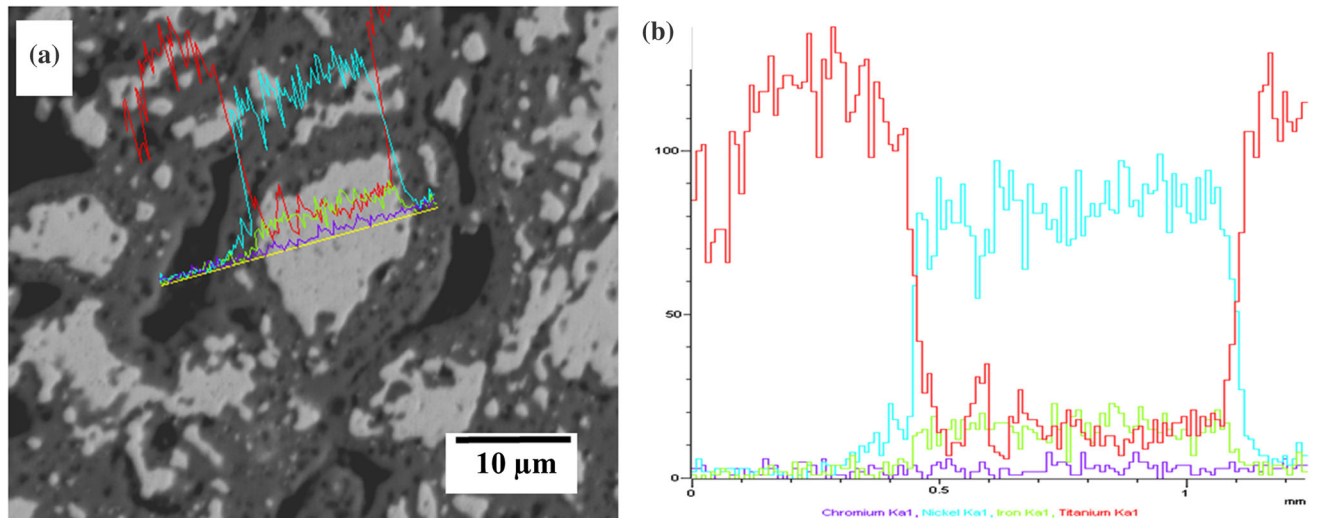 (a)
10 µm
(b)
100
50
0
0
0.5
1
mm
Chromium Ka1, Nickel Ka1, Iron Ka1, Titanium Ka1